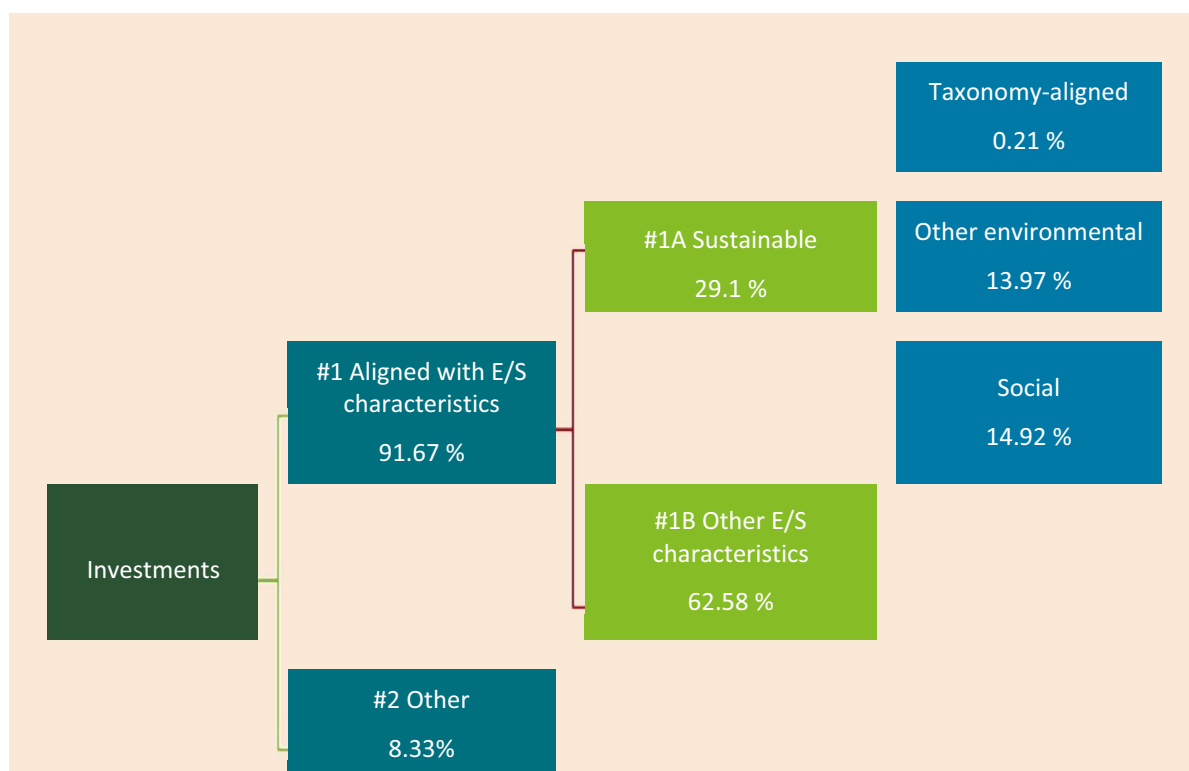 Investments
#1 Aligned with E/S
characteristics
91.67 %
#2 Other
8.33%
#1A Sustainable
29.1 %
#1B Other E/S
characteristics
62.58 %
Taxonomy-aligned
0.21 %
Other environmental
13.97 %
Social
14.92 %